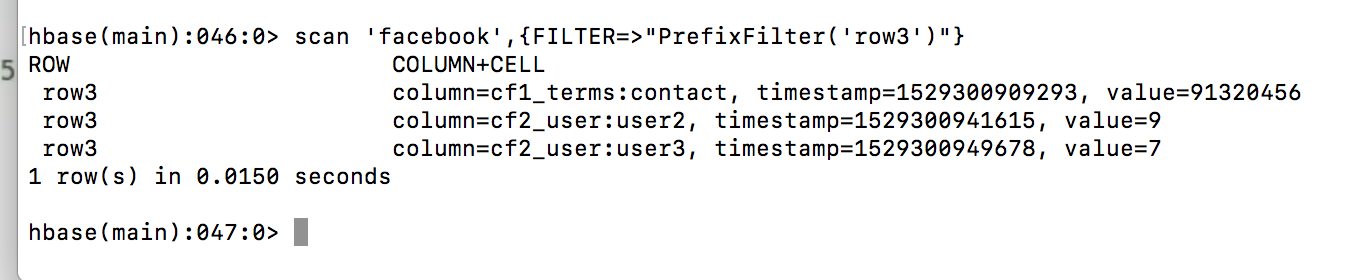 [hbase(main):046:0> scan 'facebook',{FILTER=>"PrefixFilter('row3')"}
5 ROW COLUMN+CELL
row3 column=cf1_terms:contact, timestamp=1529300909293, value=91320456
row3 column=cf2_user:user2, timestamp=1529300941615, value=9
row3 column=cf2_user:user3, timestamp=1529300949678, value=7
1 row(s) in 0.0150 seconds
hbase(main):047:0>